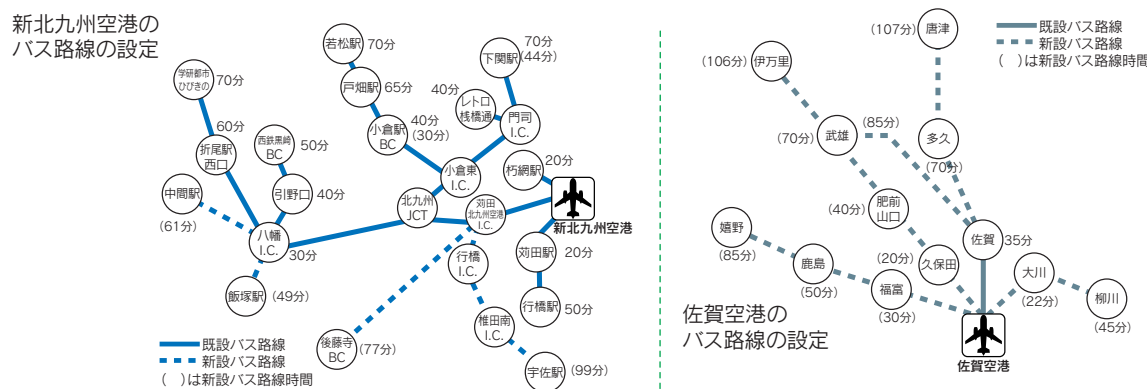 新北九州空港の
バス路線の設定
学研都市
ひびきの
70分
60分
折尾駅
西口
西鉄黒崎
BC
50分
引野口
40分
中間駅
(61分)
八幡
I.C.
30分
飯塚駅
(49分)
若松駅
70分
戸畑駅
65分
小倉駅
BC
40分
(30分)
70分
(44分)
下関駅
40分
レトロ
桟橋通
門司
I.C.
小倉東
I.C.
北九州
JCT
朽網駅
20分
苅田
北九州空港
I.C.
新北九州空港
苅田駅
20分
行橋駅
50分
行橋
I.C.
椎田南
I.C.
宇佐駅
(99分)
後藤寺
BC
(77分)
既設バス路線
新設バス路線
( )は新設バス路線時間
既設バス路線
新設バス路線
( )は新設バス路線時間
(107分)
唐津
(106分)
伊万里
(70分)
武雄
(85分)
多久
(70分)
肥前
山口
(40分)
佐賀
35分
嬉野
(85分)
鹿島
(50分)
(20分)
久保田
福富
(30分)
大川
(22分)
柳川
(45分)
佐賀空港
佐賀空港の
バス路線の設定